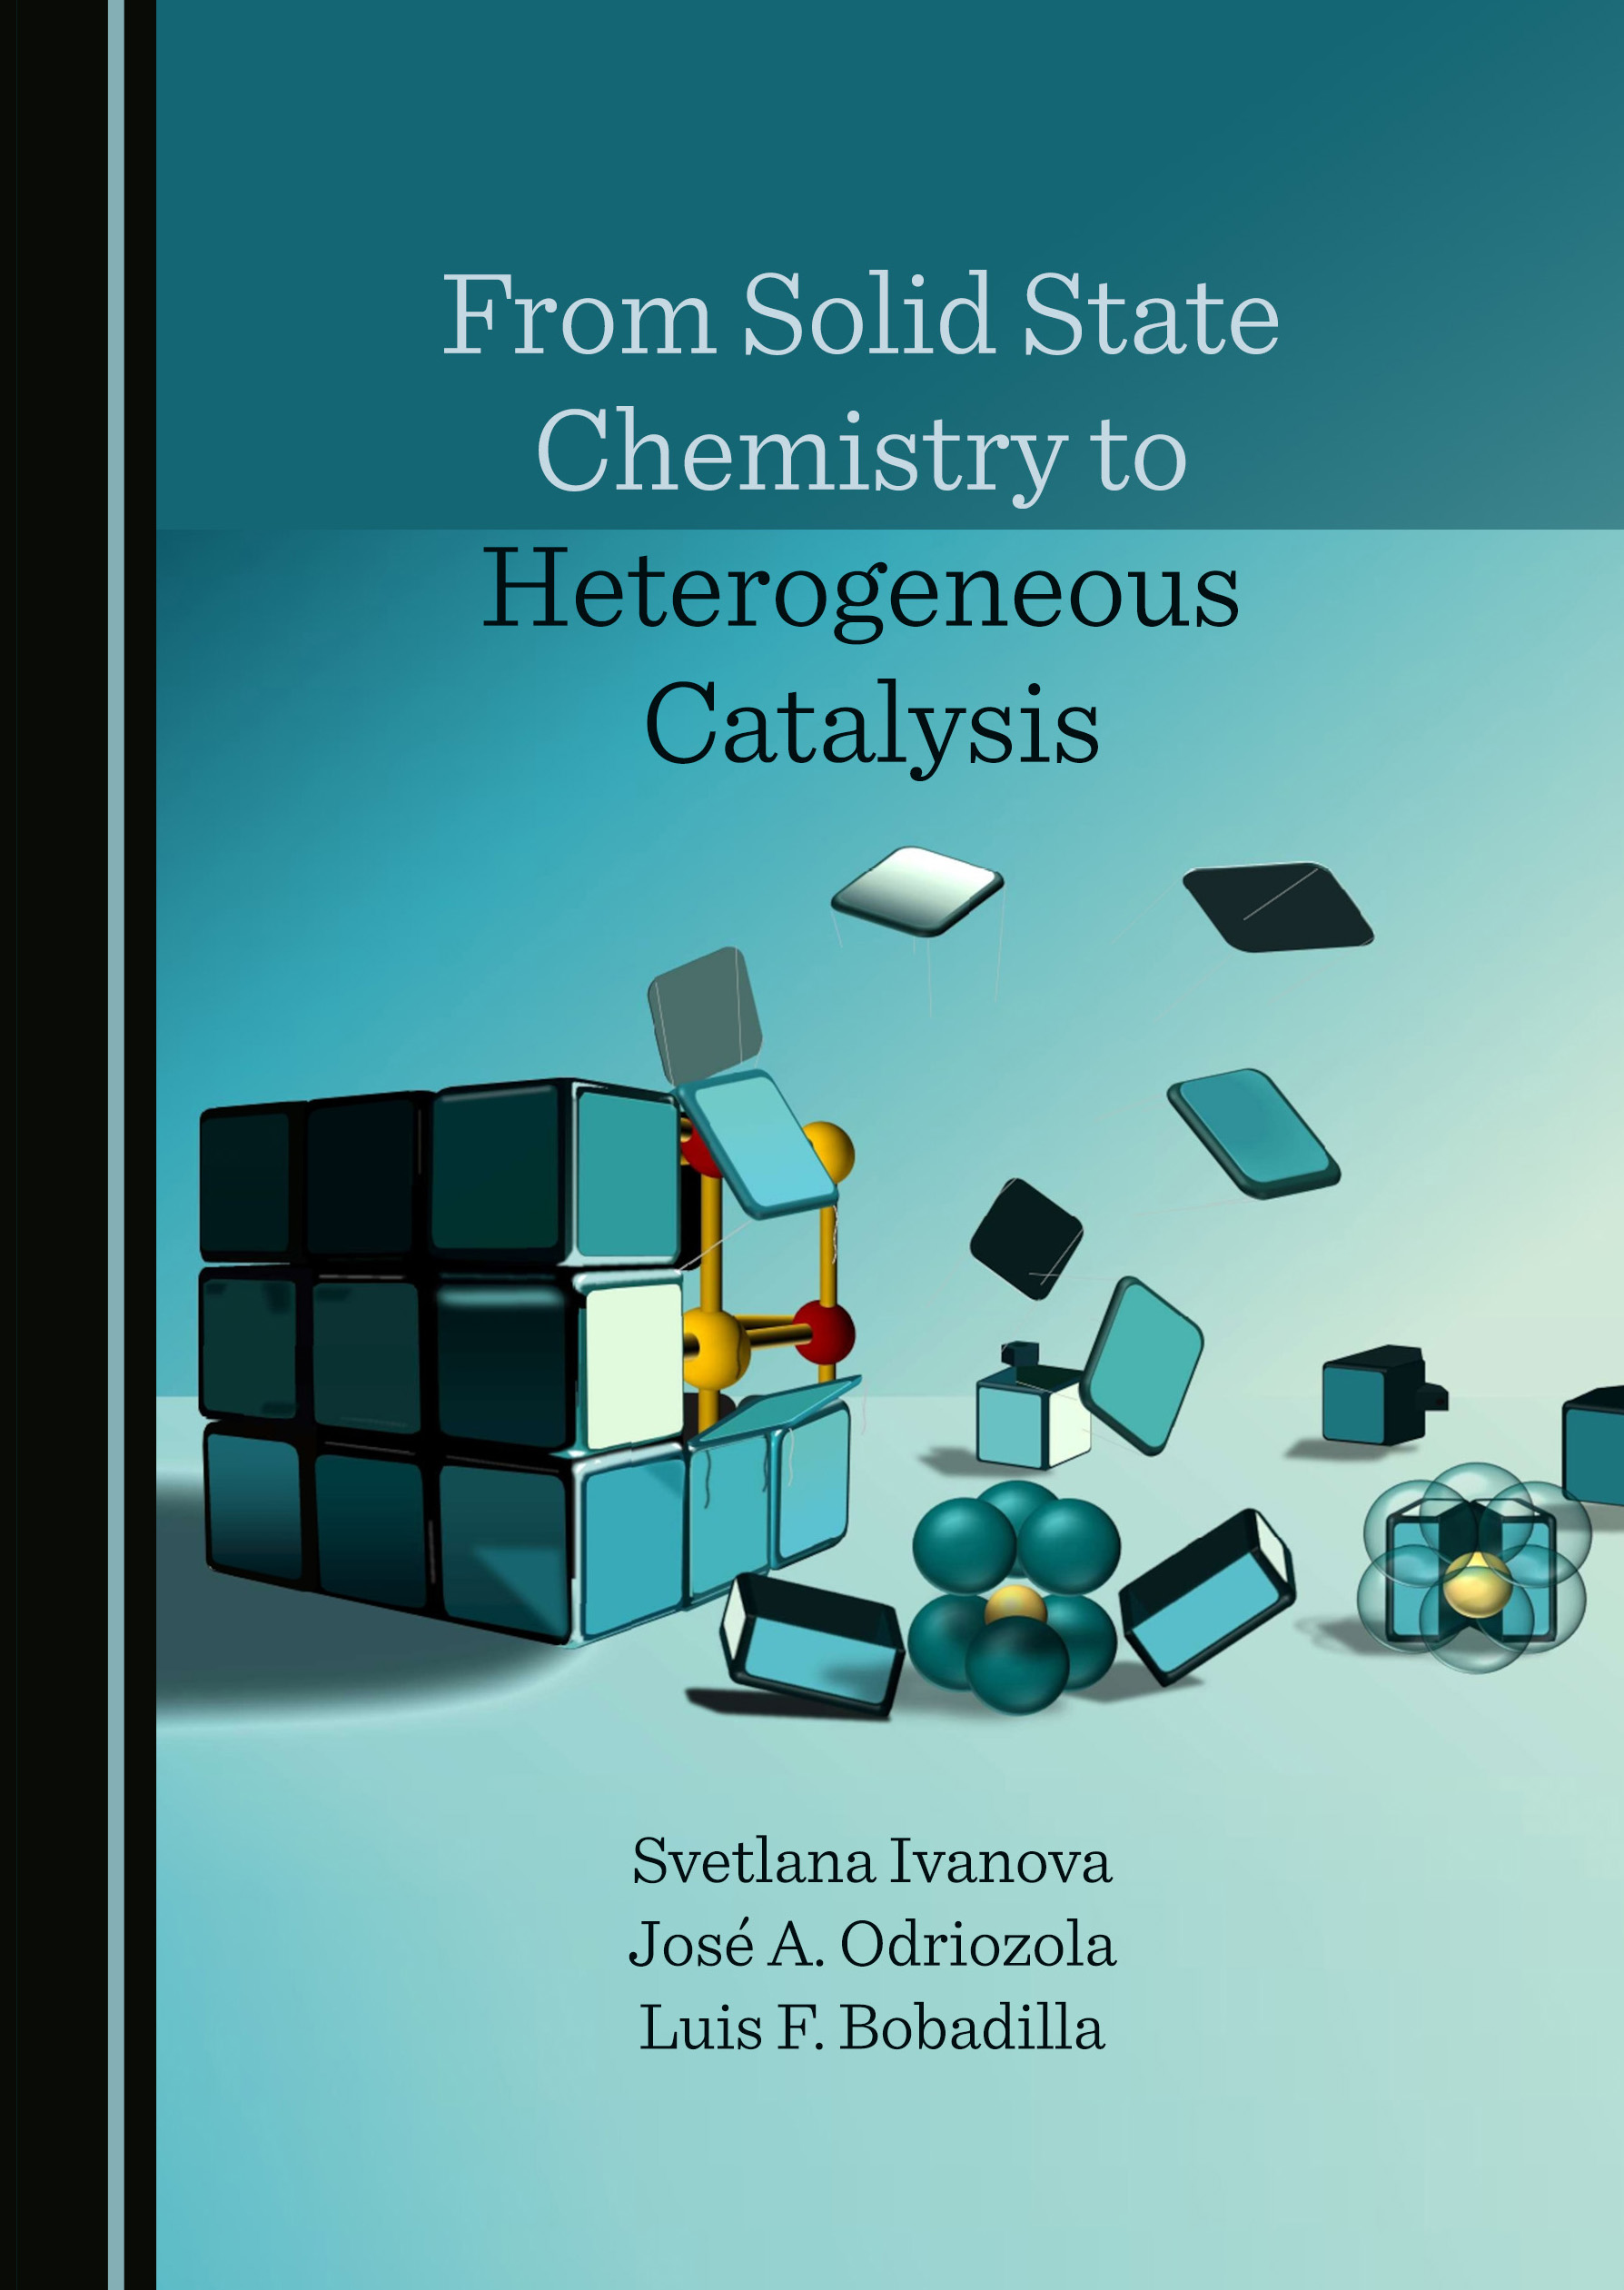 From Solid State
Chemistry to
Heterogeneous
Catalysis
Svetlana Ivanova
José A. Odriozola
Luis F. Bobadilla